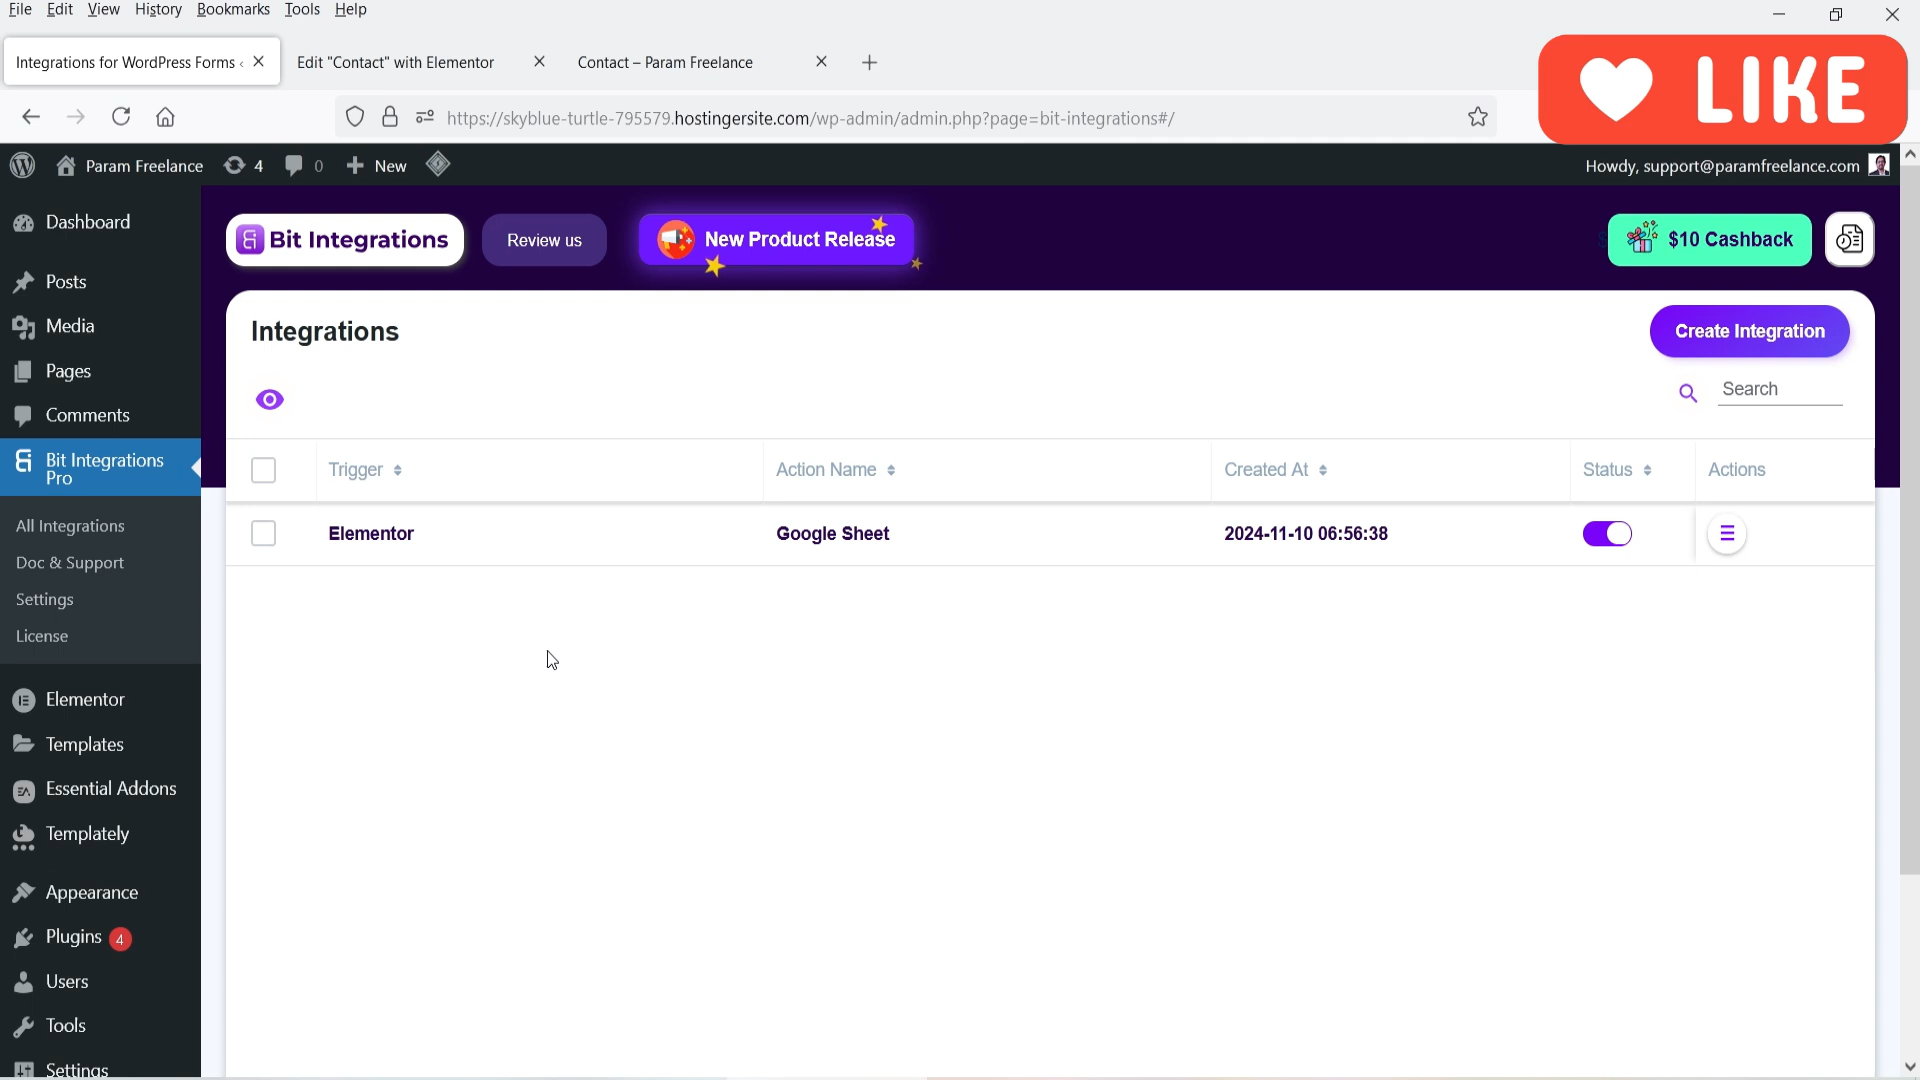 File Edit View History Bookmarks Tools Help
Integrations for WordPress Forms
Edit "Contact" with Elementor
Contact – Param Freelance
LIKE
https://skyblue-turtle-795579.hostingersite.com/wp-admin/admin.php?page=bit-integrations#/
Param Freelance 4 0 New
Howdy, support@paramfreelance.com
Dashboard
Posts
Media
Pages
Comments
Bit Integrations
Pro
All Integrations
Doc & Support
Settings
License
Elementor
Templates
Essential Addons
Templately
Appearance
Plugins 4
Users
Tools
Settings
Bit Integrations
Review us
New Product Release
$10 Cashback
Integrations
Create Integration
Search
Trigger Action Name Created At Status Actions
Elementor Google Sheet 2024-11-10 06:56:38